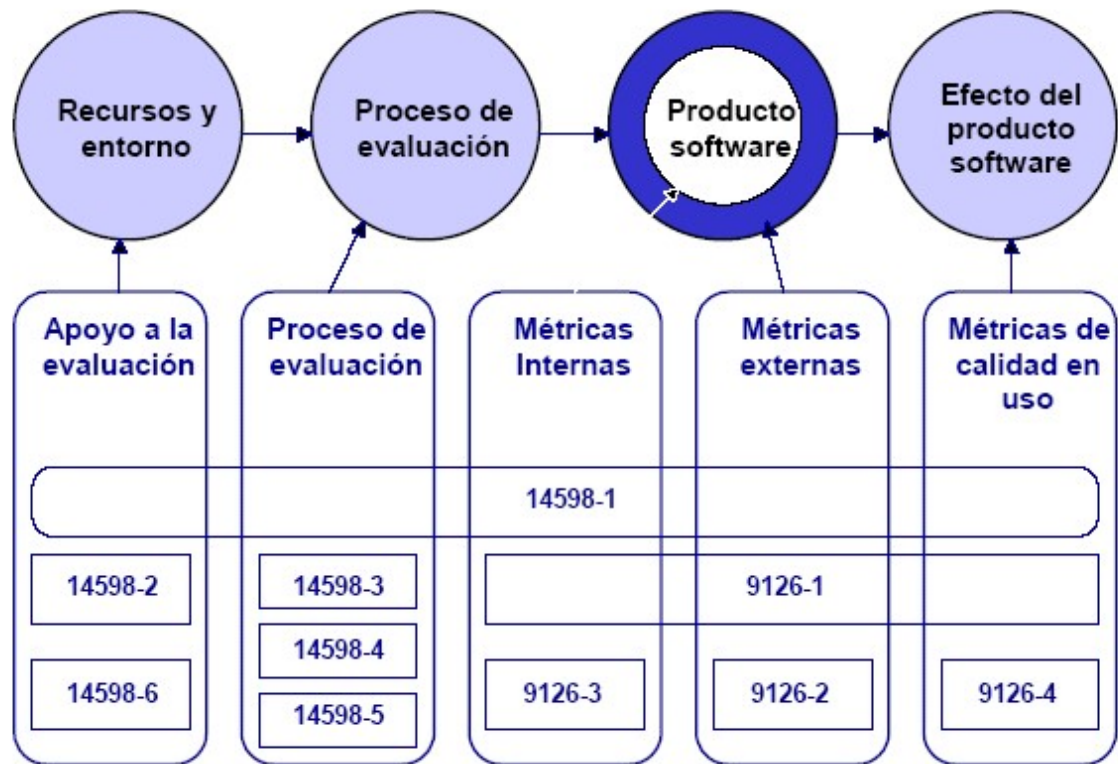 Recursos y
entorno
Proceso de
evaluación
Producto
software
Efecto del
producto
software
Apoyo a la
evaluación
Proceso de
evaluación
Métricas
Internas
Métricas
externas
Métricas de
calidad en
uso
14598-1
14598-2
14598-3
9126-1
14598-4
14598-6
9126-3
9126-2
9126-4
14598-5